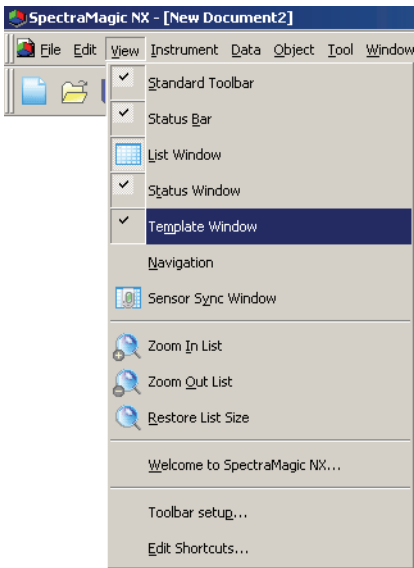 SpectraMagic NX - [New Document2]
File Edit View Instrument Data Object Tool Window
Standard Toolbar
Status Bar
List Window
Status Window
Template Window
Navigation
Sensor Sync Window
Zoom In List
Zoom Out List
Restore List Size
Welcome to SpectraMagic NX...
Toolbar setup...
Edit Shortcuts...